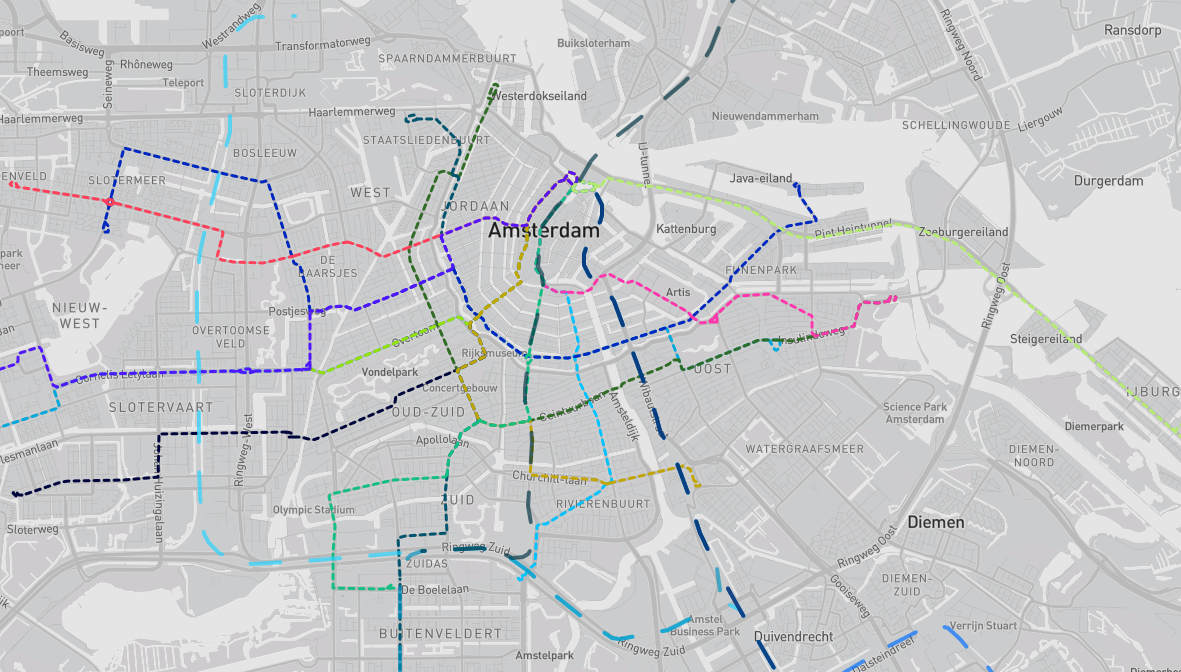 Westrandweg
Basisweg
Transformatorweg
SPAARNDAMMERBUURT
Buiksloterham
Ringweg Noord
Ransdorp
Theemsweg
Rhôneweg
Seineweg
Teleport
SLOTERDIJK
Westerdokseiland
Haarlemmerweg
Haarlemmerweg
Nieuwendammerham
Liergouw
SCHELLINGWOUDE
STAATSLIEDENBUURT
BOSLEEUW
IJ-tunnel
SLOTERMEER
WEST
Java-eiland
Durgerdam
JORDAAN
Amsterdam
Kattenburg
Piet Heintunnel
Zeeburgereiland
park
meer
DE
BAARSJES
FUNENPARK
Ringweg Oost
Artis
NIEUW-
WEST
Postjesweg
OVERTOOMSE
VELD
Overtoom
Insulindeweg
Steigereiland
Rijksmuseum
Vondelpark
OOST
Cornelis Lelylaan
Concertgebouw
IJBURG
SLOTERVAART
OUD-ZUID
Ceintuurbaan
Wibautstraat
Amsteldijk
Science Park
Amsterdam
Diemerpark
Ringweg-West
Apollolaan
WATERGRAAFSMEER
DIEMEN-
NOORD
Churchill-laan
Huizingalaan
Olympic Stadium
ZUID
RIVIERENBUURT
Sloterweg
Diemen
Ringweg Zuid
Ringweg Oost
ZUIDAS
De Boelelaan
DIEMEN-
ZUID
Gooiseweg
BUITENVELDERT
Amstel
Business Park
Duivendrecht
Verrijn Stuart
Amstelpark
Ringweg Zuid